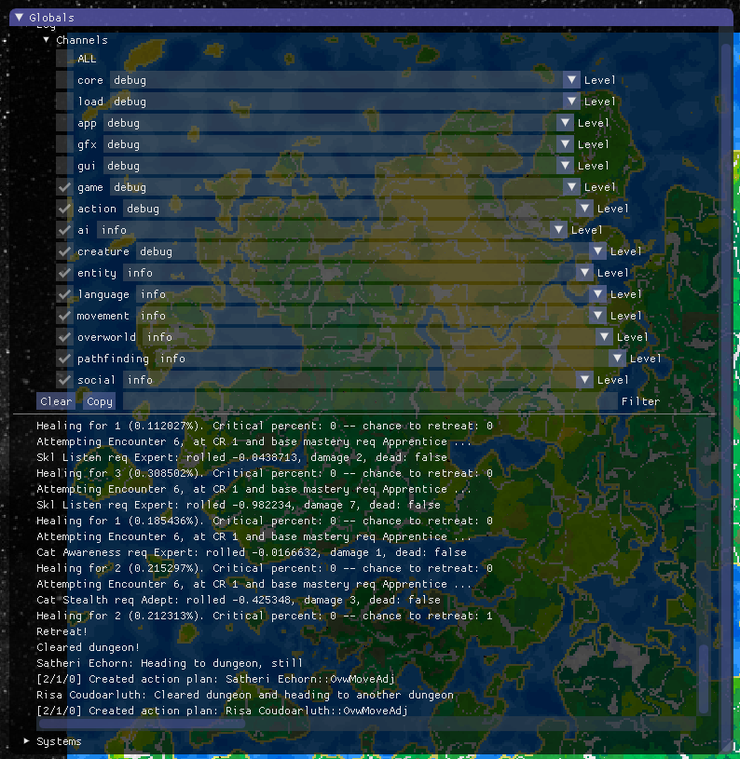 Globals
Channels
ALL
core debug Level
load debug Level
app debug Level
gfx debug Level
gui debug Level
game debug Level
action debug Level
ai info Level
creature debug Level
entity info Level
language info Level
movement info Level
overworld info Level
pathfinding info Level
social info Level
Clear Copy Filter
Healing for 1 (0.112027%). Critical percent: 0 -- chance to retreat: 0
Attempting Encounter 6, at CR 1 and base mastery req Apprentice ...
Skl Listen req Expert: rolled -0.0438713, damage 2, dead: false
Healing for 3 (0.308502%). Critical percent: 0 -- chance to retreat: 0
Attempting Encounter 6, at CR 1 and base mastery req Apprentice ...
Skl Listen req Expert: rolled -0.982234, damage 7, dead: false
Healing for 1 (0.185436%). Critical percent: 0 -- chance to retreat: 0
Attempting Encounter 6, at CR 1 and base mastery req Apprentice ...
Cat Awareness req Expert: rolled -0.0166632, damage 1, dead: false
Healing for 2 (0.215297%). Critical percent: 0 -- chance to retreat: 0
Attempting Encounter 6, at CR 1 and base mastery req Apprentice ...
Cat Stealth req Adept: rolled -0.425348, damage 3, dead: false
Healing for 2 (0.212313%). Critical percent: 0 -- chance to retreat: 1
Retreat!
Cleared dungeon!
Satheri Echorn: Heading to dungeon, still
[2/1/0] Created action plan: Satheri Echorn::OvwMoveAdj
Risa Coudoarluth: Cleared dungeon and heading to another dungeon
[2/1/0] Created action plan: Risa Coudoarluth::OvwMoveAdj
Systems